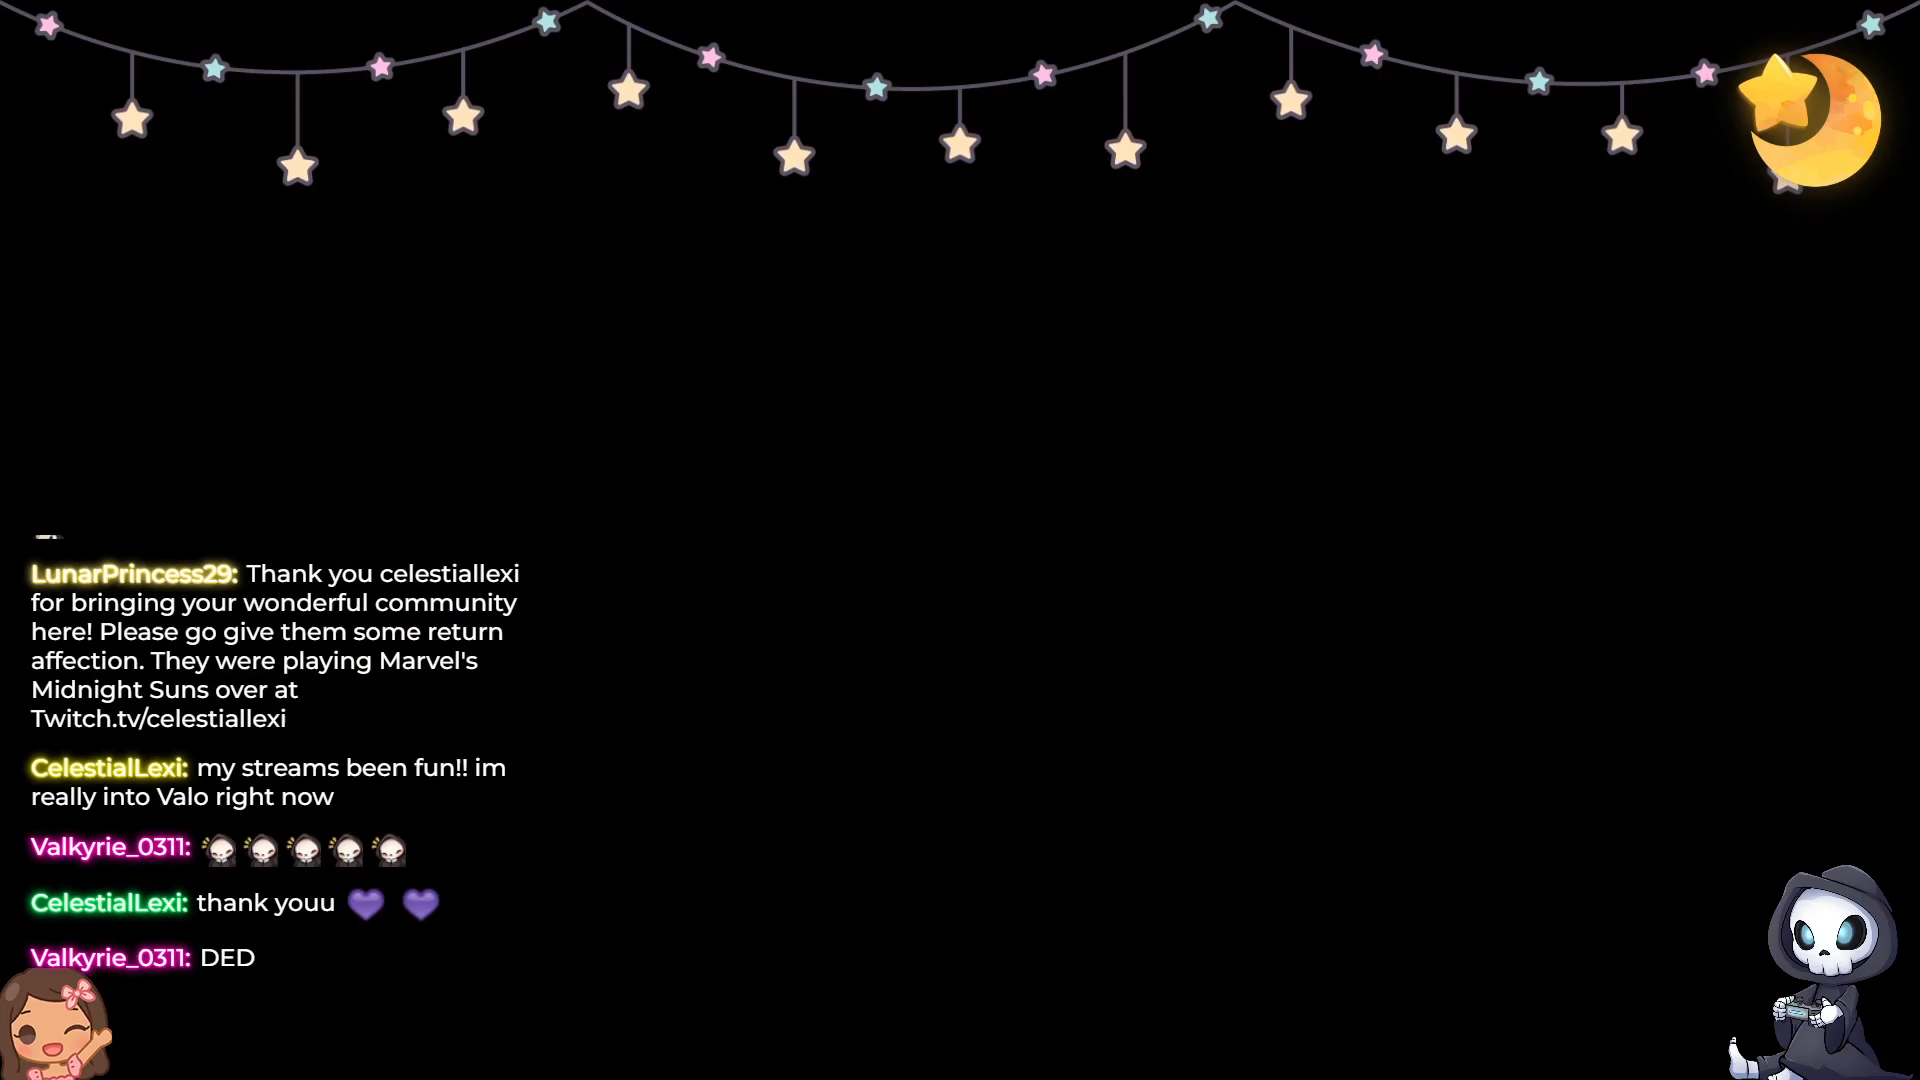 LunarPrincess29: Thank you celestiallexi
for bringing your wonderful community
here! Please go give them some return
affection. They were playing Marvel's
Midnight Suns over at
Twitch.tv/celestiallexi
CelestialLexi: my streams been fun!! im
really into Valo right now
Valkyrie_0311:
CelestialLexi: thank youu 💜 💜
Valkyrie_0311: DED